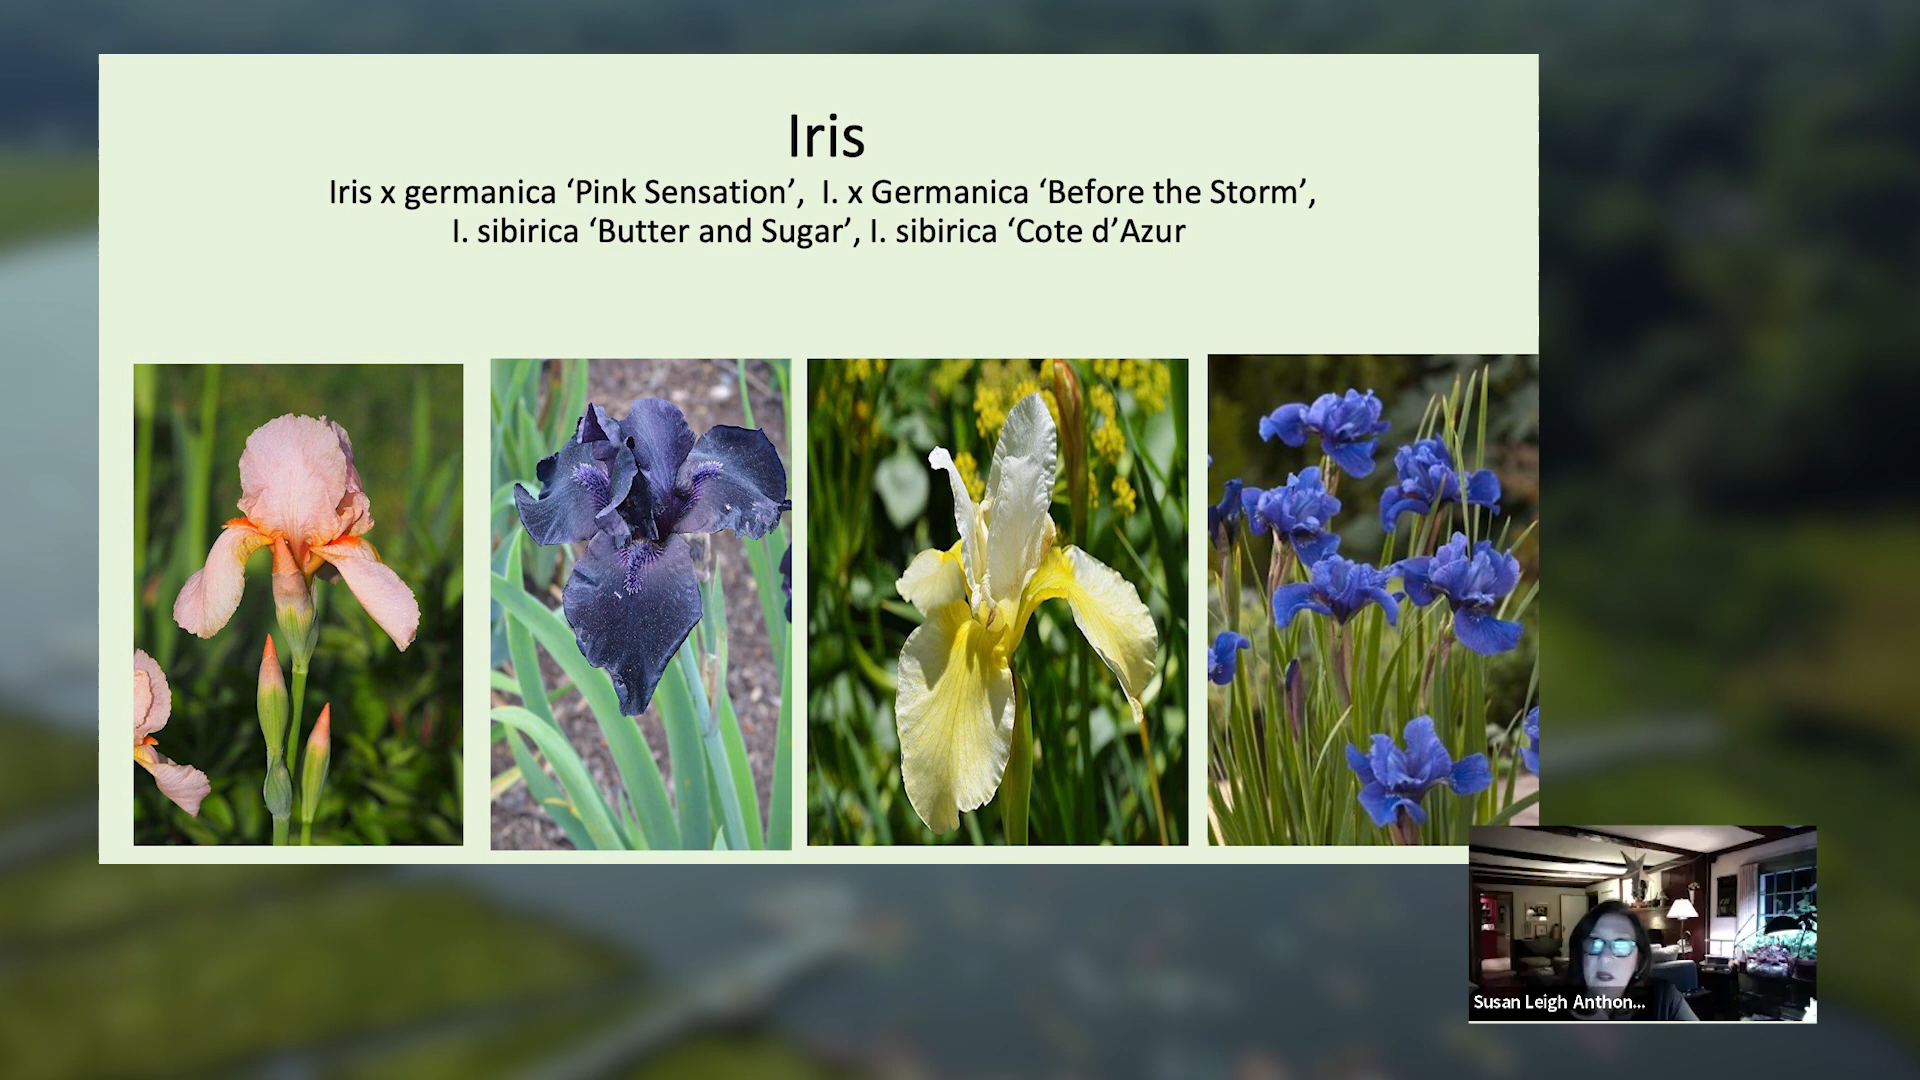 Iris
Iris x germanica ‘Pink Sensation’, I. x Germanica ‘Before the Storm’,
I. sibirica ‘Butter and Sugar’, I. sibirica ‘Cote d’Azur
Susan Leigh Anthon...